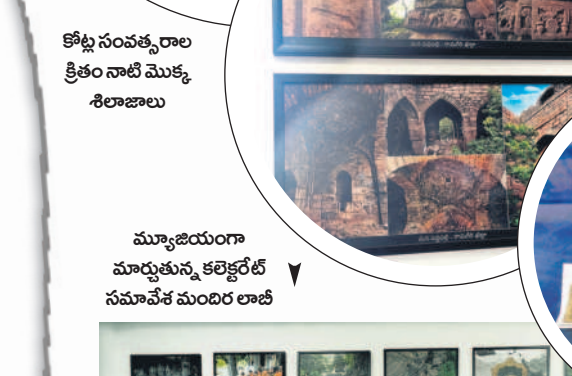 కోట్ల సంవత్సరాల
క్రితం నాటి మొక్క
శిలాజాలు
మ్యూజియంగా
మార్చుతున్న కలెక్టరేట్
సమావేశ మందిర లాబీ